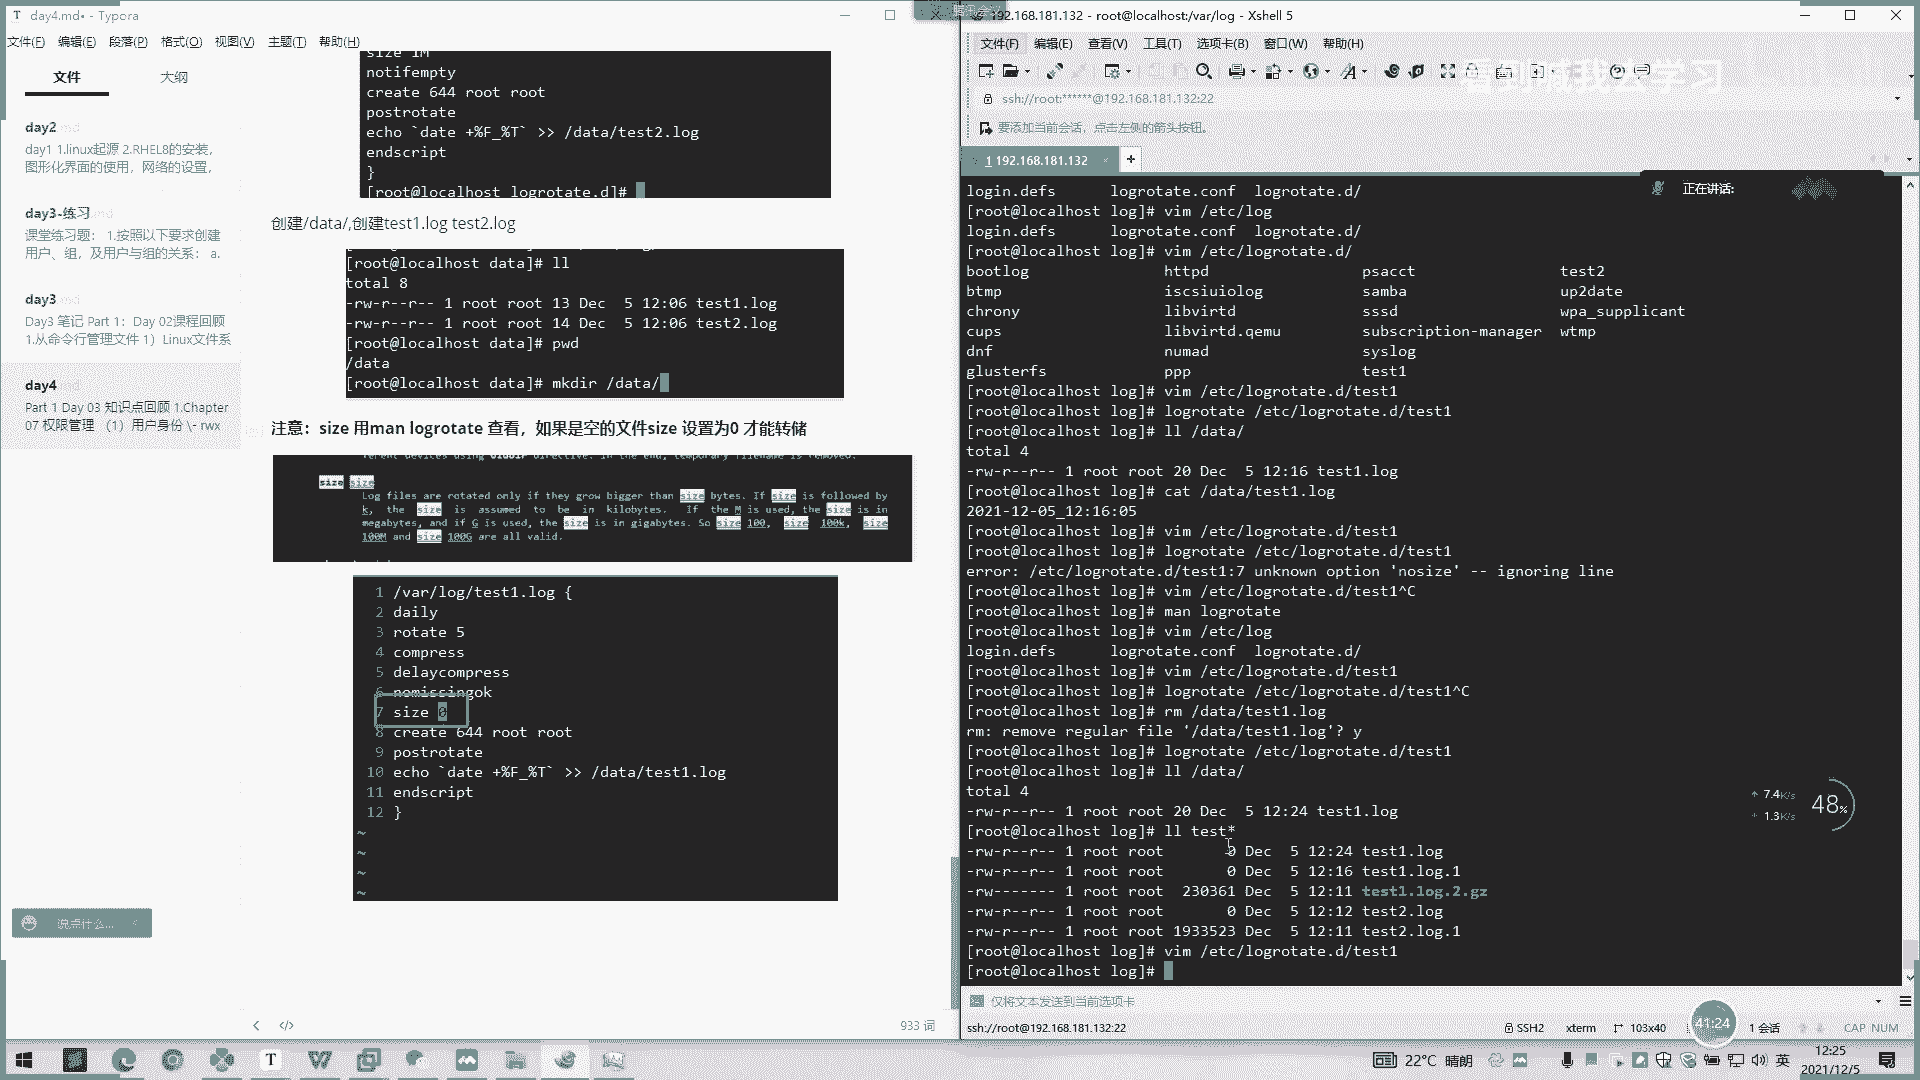 day4.md• - Typora
文件(F) 编辑(E) 段落(P) 格式(O) 视图(V) 主题(T) 帮助(H)
文件 大纲
day2.md
day1 1.linux起源 2.RHEL8的安装，
图形化界面的使用，网络的设置，
day3-练习.md
课堂练习题： 1.按照以下要求创建
用户、组，及用户与组的关系： a.
day3.md
Day3 笔记 Part 1：Day 02课程回顾
1.从命令行管理文件 1）Linux文件系
day4.md
Part 1 Day 03 知识点回顾 1.Chapter
07 权限管理 （1）用户身份 \- rwx
说点什么...
size 1M
notifempty
create 644 root root
postrotate
echo `date +%F_%T` >> /data/test2.log
endscript
}
[root@localhost logrotate.d]#
创建/data/,创建test1.log test2.log
[root@localhost data]# ll
total 8
-rw-r--r-- 1 root root 13 Dec  5 12:06 test1.log
-rw-r--r-- 1 root root 14 Dec  5 12:06 test2.log
[root@localhost data]# pwd
/data
[root@localhost data]# mkdir /data/
注意：size 用man logrotate 查看，如果是空的文件size 设置为0 才能转储
size size
Log files are rotated only if they grow bigger than size bytes. If size is followed by
k, the size is assumed to be in kilobytes. If the M is used, the size is in
megabytes, and if G is used, the size is in gigabytes. So size 100, size 100k, size
100M and size 100G are all valid.
1 /var/log/test1.log {
2 daily
3 rotate 5
4 compress
5 delaycompress
6 nomissingok
7 size 0
8 create 644 root root
9 postrotate
10 echo `date +%F_%T` >> /data/test1.log
11 endscript
12 }
~
~
~
~
933 词
192.168.181.132 - root@localhost:/var/log - Xshell 5
文件(F) 编辑(E) 查看(V) 工具(T) 选项卡(B) 窗口(W) 帮助(H)
看到喊我去学习
ssh://root:******@192.168.181.132:22
要添加当前会话，点击左侧的箭头按钮。
1 192.168.181.132
正在讲话:
login.defs      logrotate.conf  logrotate.d/
[root@localhost log]# vim /etc/log
login.defs      logrotate.conf  logrotate.d/
[root@localhost log]# vim /etc/logrotate.d/
bootlog httpd psacct test2
btmp iscsiuiolog samba up2date
chrony libvirtd sssd wpa_supplicant
cups libvirtd.qemu subscription-manager wtmp
dnf numad syslog
glusterfs ppp test1
[root@localhost log]# vim /etc/logrotate.d/test1
[root@localhost log]# logrotate /etc/logrotate.d/test1
[root@localhost log]# ll /data/
total 4
-rw-r--r-- 1 root root 20 Dec  5 12:16 test1.log
[root@localhost log]# cat /data/test1.log
2021-12-05_12:16:05
[root@localhost log]# vim /etc/logrotate.d/test1
[root@localhost log]# logrotate /etc/logrotate.d/test1
error: /etc/logrotate.d/test1:7 unknown option 'nosize' -- ignoring line
[root@localhost log]# vim /etc/logrotate.d/test1^C
[root@localhost log]# man logrotate
[root@localhost log]# vim /etc/log
login.defs      logrotate.conf  logrotate.d/
[root@localhost log]# vim /etc/logrotate.d/test1
[root@localhost log]# logrotate /etc/logrotate.d/test1^C
[root@localhost log]# rm /data/test1.log
rm: remove regular file '/data/test1.log'? y
[root@localhost log]# logrotate /etc/logrotate.d/test1
[root@localhost log]# ll /data/
total 4
-rw-r--r-- 1 root root 20 Dec  5 12:24 test1.log
[root@localhost log]# ll test*
-rw-r--r-- 1 root root       0 Dec  5 12:24 test1.log
-rw-r--r-- 1 root root       0 Dec  5 12:16 test1.log.1
-rw------- 1 root root  230361 Dec  5 12:11 test1.log.2.gz
-rw-r--r-- 1 root root       0 Dec  5 12:12 test2.log
-rw-r--r-- 1 root root 1933523 Dec  5 12:11 test2.log.1
[root@localhost log]# vim /etc/logrotate.d/test1
[root@localhost log]#
7.4K/s
1.3K/s
48%
仅将文本发送到当前选项卡
ssh://root@192.168.181.132:22
SSH2 xterm 103x40 41:24 1 会话 CAP NUM
22°C 晴朗 英 12:25
2021/12/5